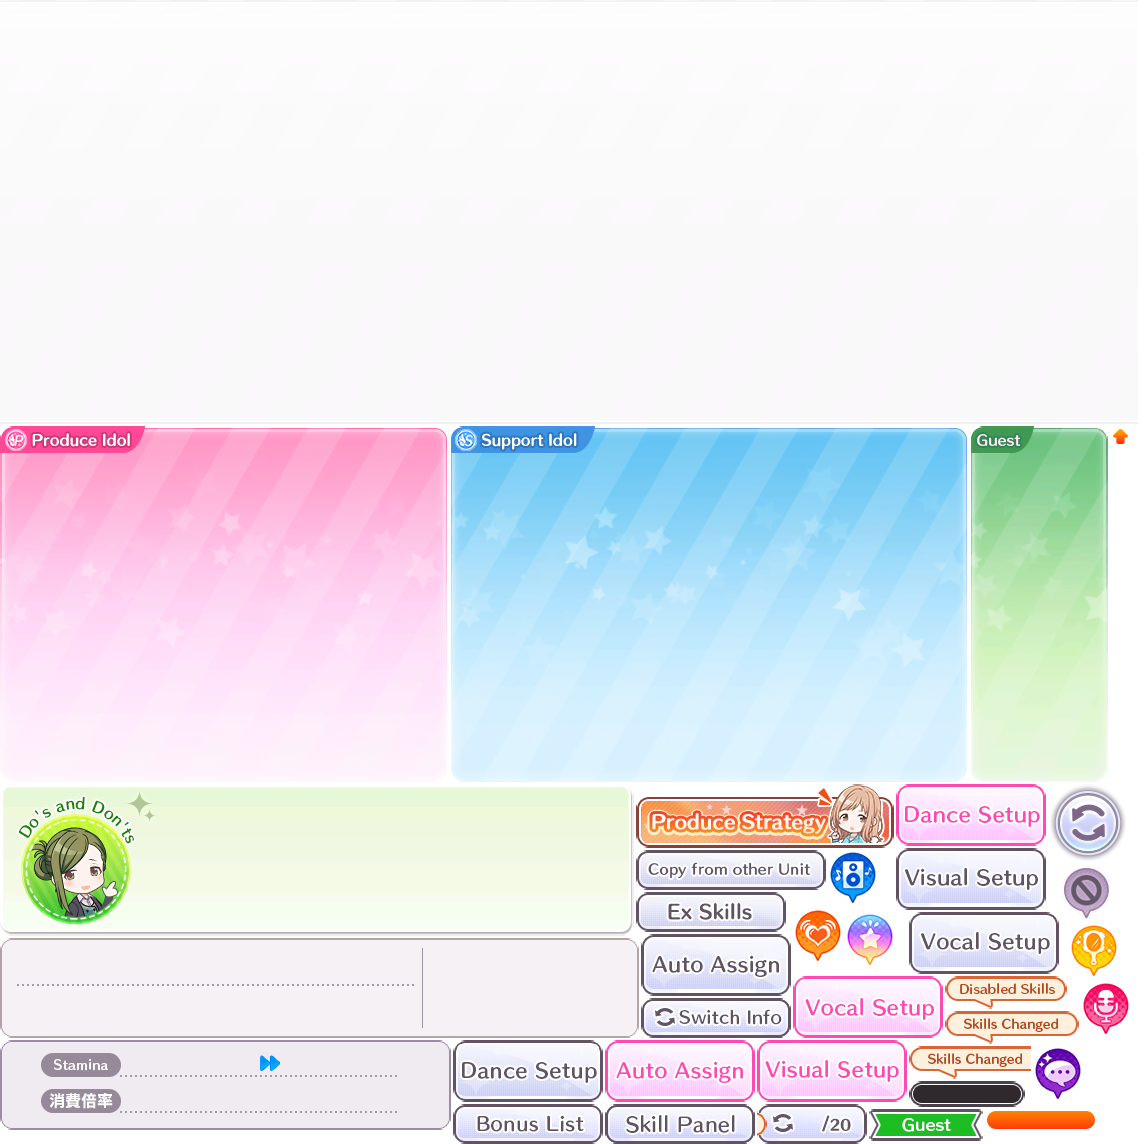 Produce Idol
Support Idol
Guest
Do's and Don'ts
Produce Strategy
Dance Setup
Copy from other Unit
Visual Setup
Ex Skills
Vocal Setup
Auto Assign
Vocal Setup
Disabled Skills
Switch Info
Skills Changed
Stamina
消費倍率
Dance Setup
Auto Assign
Visual Setup
Skills Changed
Bonus List
Skill Panel
/20
Guest